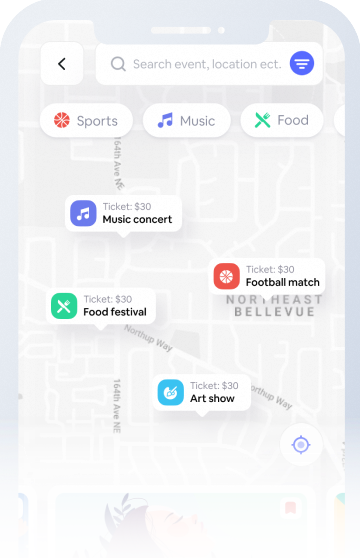 Search event, location ect.
Sports
Music
Food
164th Ave NE
Ticket: $30
Music concert
Ticket: $30
Football match
NORTHEAST
BELLEVUE
Ticket: $30
Food festival
Northup Way
Ticket: $30
Art show
Northup Way
164th Ave NE